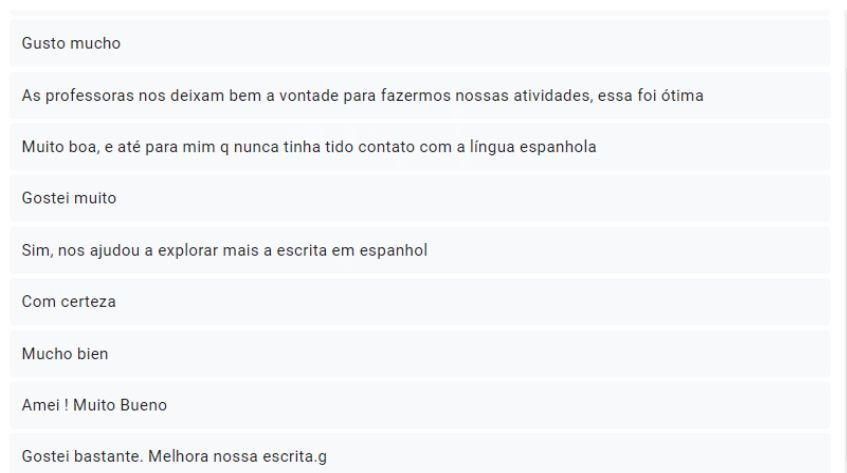 Gusto mucho
As professoras nos deixam bem a vontade para fazermos nossas atividades, essa foi ótima
Muito boa, e até para mim q nunca tinha tido contato com a língua espanhola
Gostei muito
Sim, nos ajudou a explorar mais a escrita em espanhol
Com certeza
Mucho bien
Amei ! Muito Bueno
Gostei bastante. Melhora nossa escrita.g